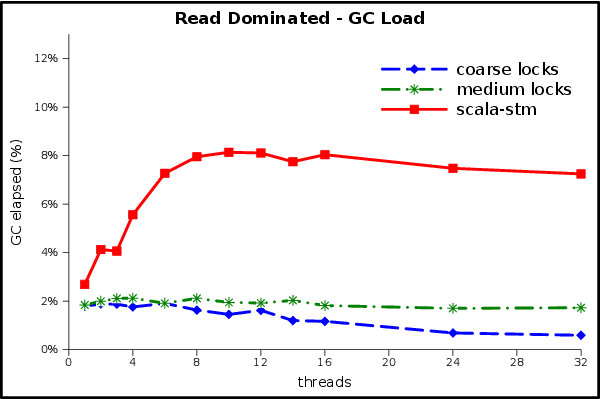 Read Dominated - GC Load
coarse locks
medium locks
scala-stm
12%
10%
8%
6%
4%
2%
0%
GC elapsed (%)
0 4 8 12 16 20 24 28 32
threads